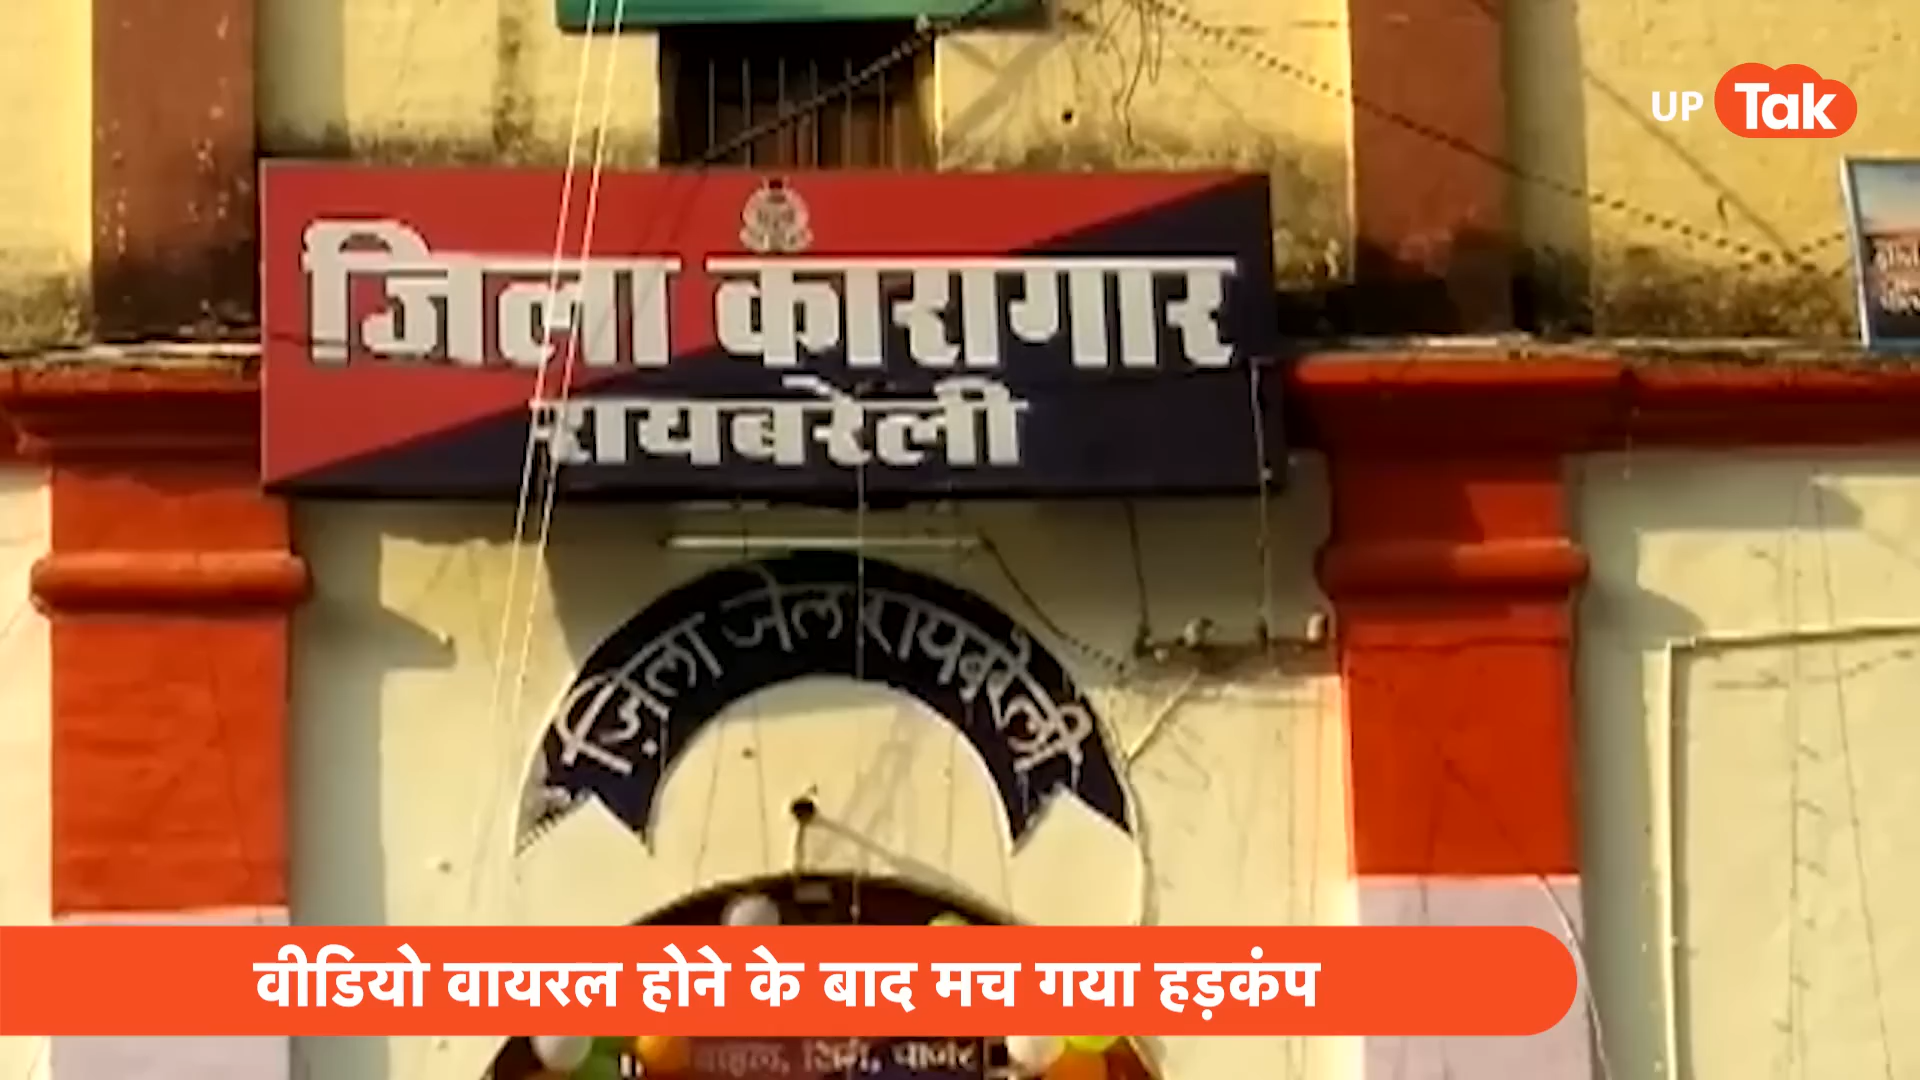 UP Tak
जिला कारागार
रायबरेली
ज़िला जेल रायबरेली
वीडियो वायरल होने के बाद मच गया हड़कंप